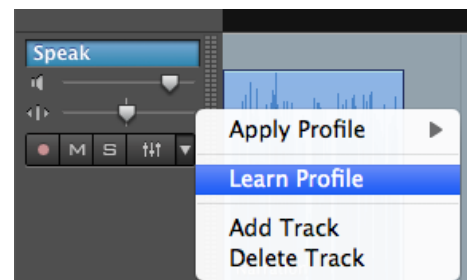 Speak
M S
Apply Profile
Learn Profile
Add Track
Delete Track